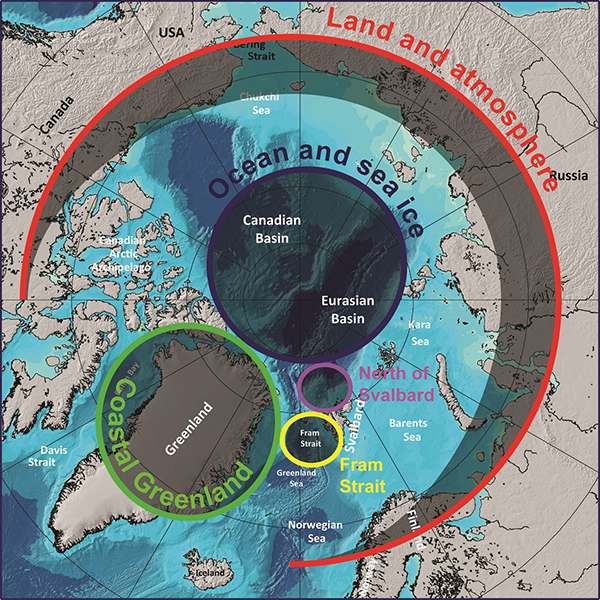 USA
Land and atmosphere
Bering
Strait
Chukchi
Sea
Canada
Russia
Ocean and sea ice
Canadian
Basin
Canadian
Arctic
Archipelago
Eurasian
Basin
Kara
Sea
North of
Svalbard
Bay
Svalbard
Barents
Sea
Greenland
Coastal Greenland
Fram
Strait
Fram
Strait
Davis
Strait
Greenland
Sea
Norwegian
Sea
Finland
Norway
Iceland